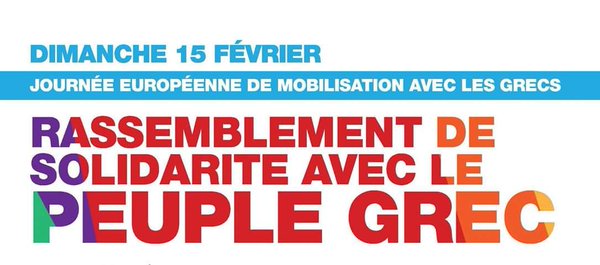 DIMANCHE 15 FÉVRIER
JOURNÉE EUROPÉENNE DE MOBILISATION AVEC LES GRECS
RASSEMBLEMENT DE
SOLIDARITE AVEC LE
PEUPLE GREC